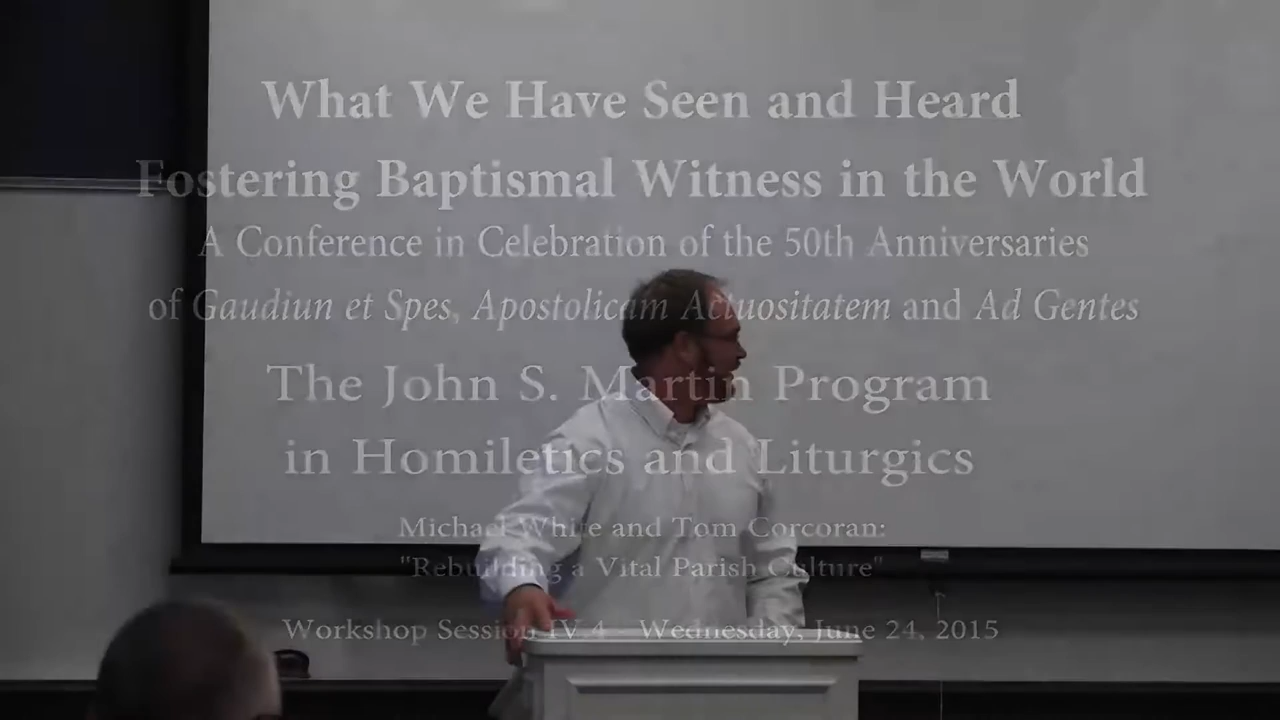 What We Have Seen and Heard
Fostering Baptismal Witness in the World
A Conference in Celebration of the 50th Anniversaries
of Gaudiun et Spes, Apostolicam Actuositatem and Ad Gentes
The John S. Martin Program
in Homiletics and Liturgics
Michael White and Tom Corcoran:
"Rebuilding a Vital Parish Culture"
Workshop Session IV.4 - Wednesday, June 24, 2015